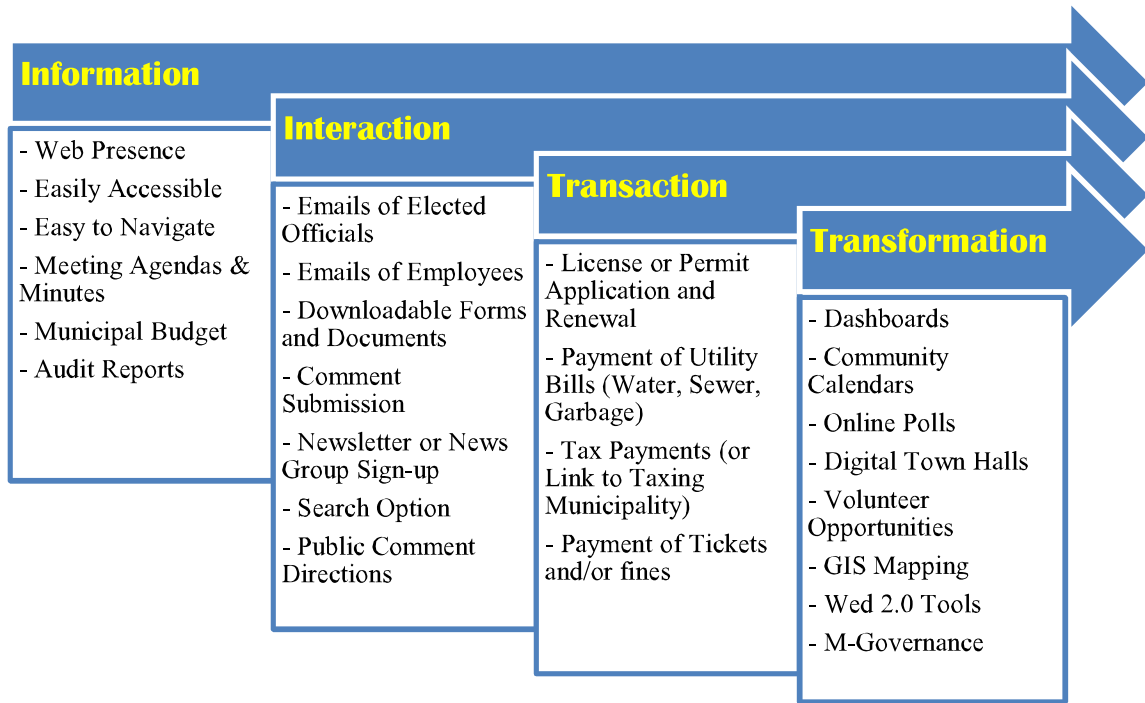 Information
- Web Presence
- Easily Accessible
- Easy to Navigate
- Meeting Agendas &
Minutes
- Municipal Budget
- Audit Reports
Interaction
- Emails of Elected
Officials
- Emails of Employees
- Downloadable Forms
and Documents
- Comment
Submission
- Newsletter or News
Group Sign-up
- Search Option
- Public Comment
Directions
Transaction
- License or Permit
Application and
Renewal
- Payment of Utility
Bills (Water, Sewer,
Garbage)
- Tax Payments (or
Link to Taxing
Municipality)
- Payment of Tickets
and/or fines
Transformation
- Dashboards
- Community
Calendars
- Online Polls
- Digital Town Halls
- Volunteer
Opportunities
- GIS Mapping
- Wed 2.0 Tools
- M-Governance